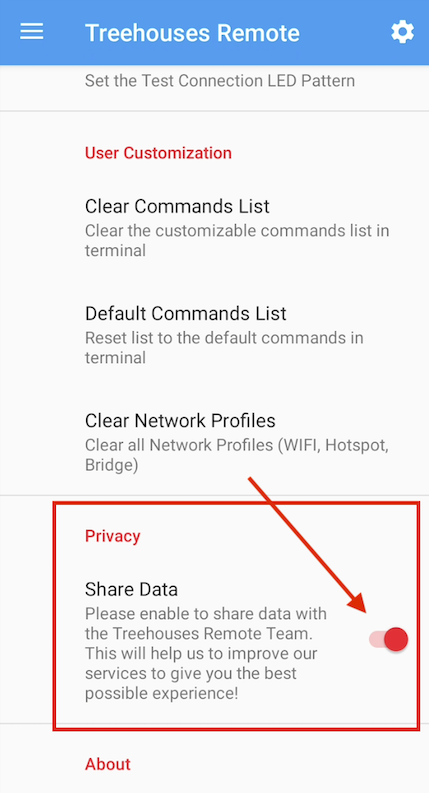 Treehouses Remote
Set the Test Connection LED Pattern
User Customization
Clear Commands List
Clear the customizable commands list in
terminal
Default Commands List
Reset list to the default commands in
terminal
Clear Network Profiles
Clear all Network Profiles (WIFI, Hotspot,
Bridge)
Privacy
Share Data
Please enable to share data with
the Treehouses Remote Team.
This will help us to improve our
services to give you the best
possible experience!
About